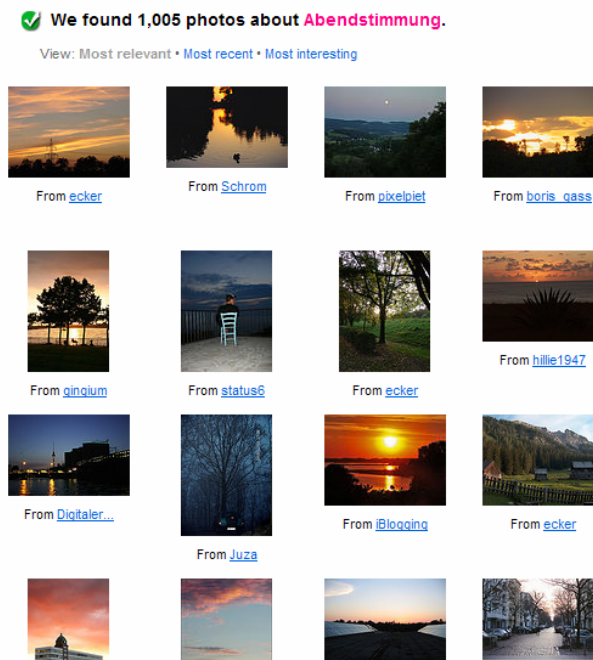 We found 1,005 photos about Abendstimmung.
View: Most relevant • Most recent • Most interesting
From ecker
From Schrom
From pixelpiet
From boris_gass
From gingium
From status6
From ecker
From hillie1947
From Digitaler...
From Juza
From iBlogging
From ecker